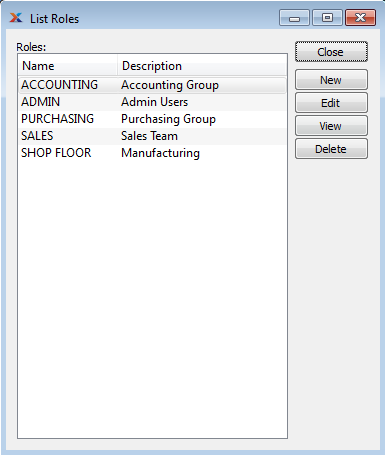 List Roles
Roles:
Close
Name Description
New
ACCOUNTING Accounting Group
ADMIN Admin Users
Edit
PURCHASING Purchasing Group
View
SALES Sales Team
SHOP FLOOR Manufacturing
Delete